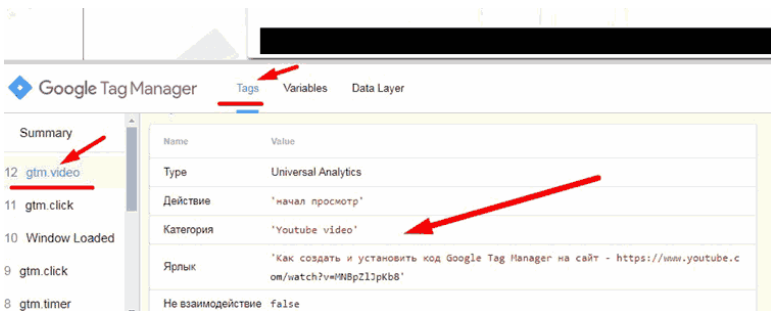 Google Tag Manager Tags Variables Data Layer
Summary
12 gtm.video
11 gtm.click
10 Window Loaded
9 gtm.click
8 gtm.timer
Name Value
Type Universal Analytics
Действие 'начал просмотр'
Категория 'Youtube video'
Ярлык 'Как создать и установить код Google Tag Manager на сайт - https://www.youtube.c
om/watch?v=MNBpZlJpKb8'
Не взаимодействие false